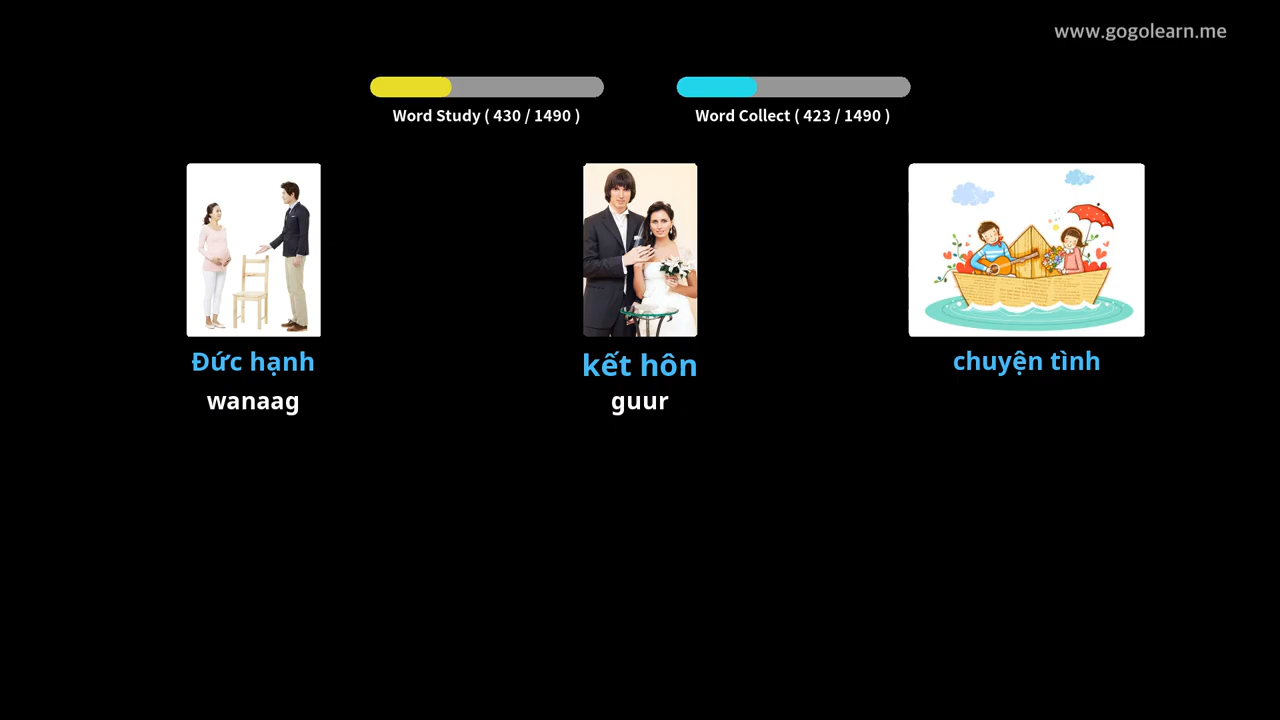 www.gogolearn.me
Word Study ( 430 / 1490 )
Word Collect ( 423 / 1490 )
Đức hạnh
kết hôn
chuyện tình
wanaag
guur